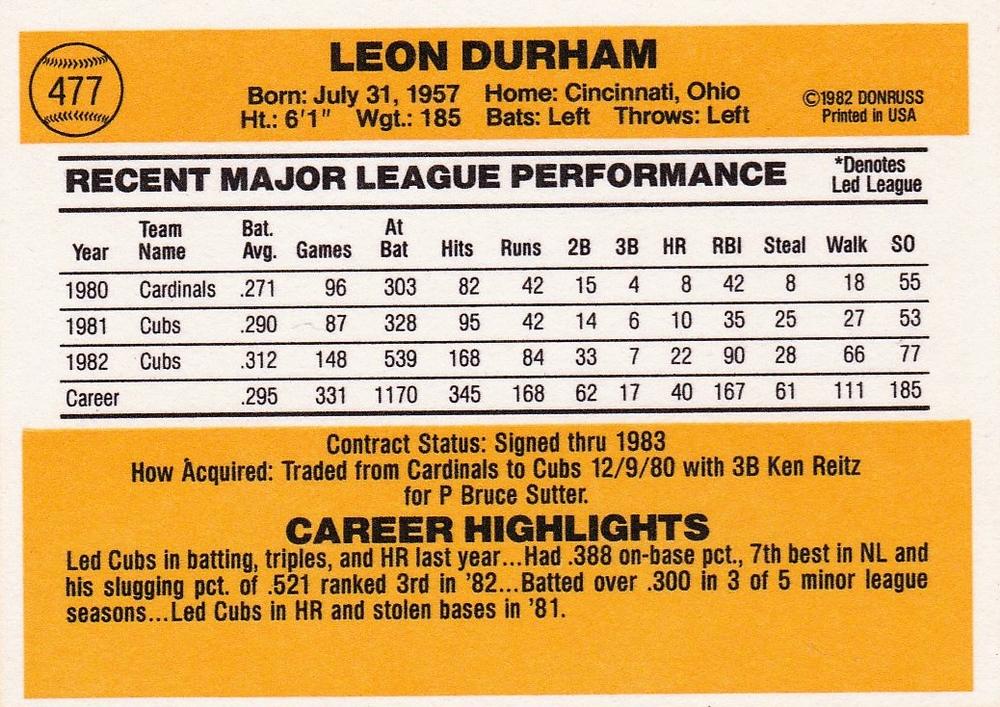 477
LEON DURHAM
Born: July 31, 1957 Home: Cincinnati, Ohio
Ht.: 6'1" Wgt.: 185 Bats: Left Throws: Left
©1982 DONRUSS
Printed in USA
RECENT MAJOR LEAGUE PERFORMANCE
*Denotes
Led League
Year Team Name Bat. Avg. Games At Bat Hits Runs 2B 3B HR RBI Steal Walk SO
1980 Cardinals .271 96 303 82 42 15 4 8 42 8 18 55
1981 Cubs .290 87 328 95 42 14 6 10 35 25 27 53
1982 Cubs .312 148 539 168 84 33 7 22 90 28 66 77
Career .295 331 1170 345 168 62 17 40 167 61 111 185
Contract Status: Signed thru 1983
How Acquired: Traded from Cardinals to Cubs 12/9/80 with 3B Ken Reitz
for P Bruce Sutter.
CAREER HIGHLIGHTS
Led Cubs in batting, triples, and HR last year...Had .388 on-base pct., 7th best in NL and
his slugging pct. of .521 ranked 3rd in '82...Batted over .300 in 3 of 5 minor league
seasons...Led Cubs in HR and stolen bases in '81.